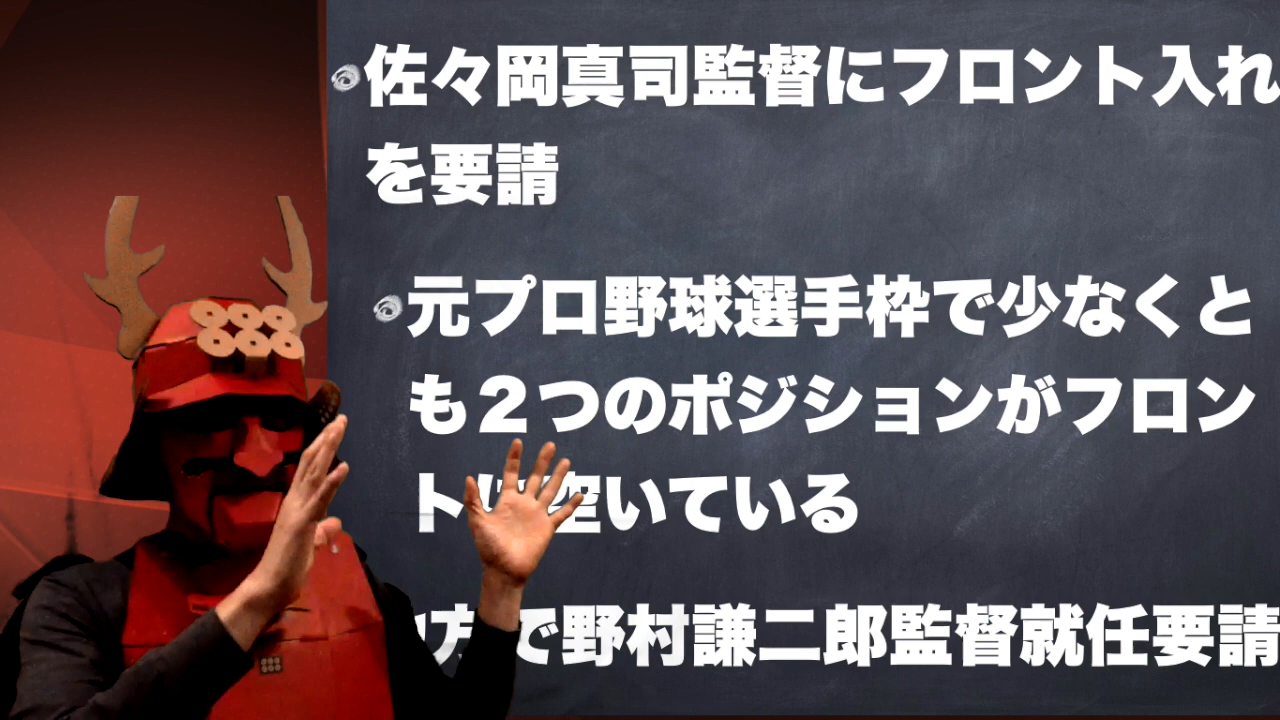 佐々岡真司監督にフロント入れ
を要請
元プロ野球選手枠で少なくと
も２つのポジションがフロン
トは空いている
方で野村謙二郎監督就任要請